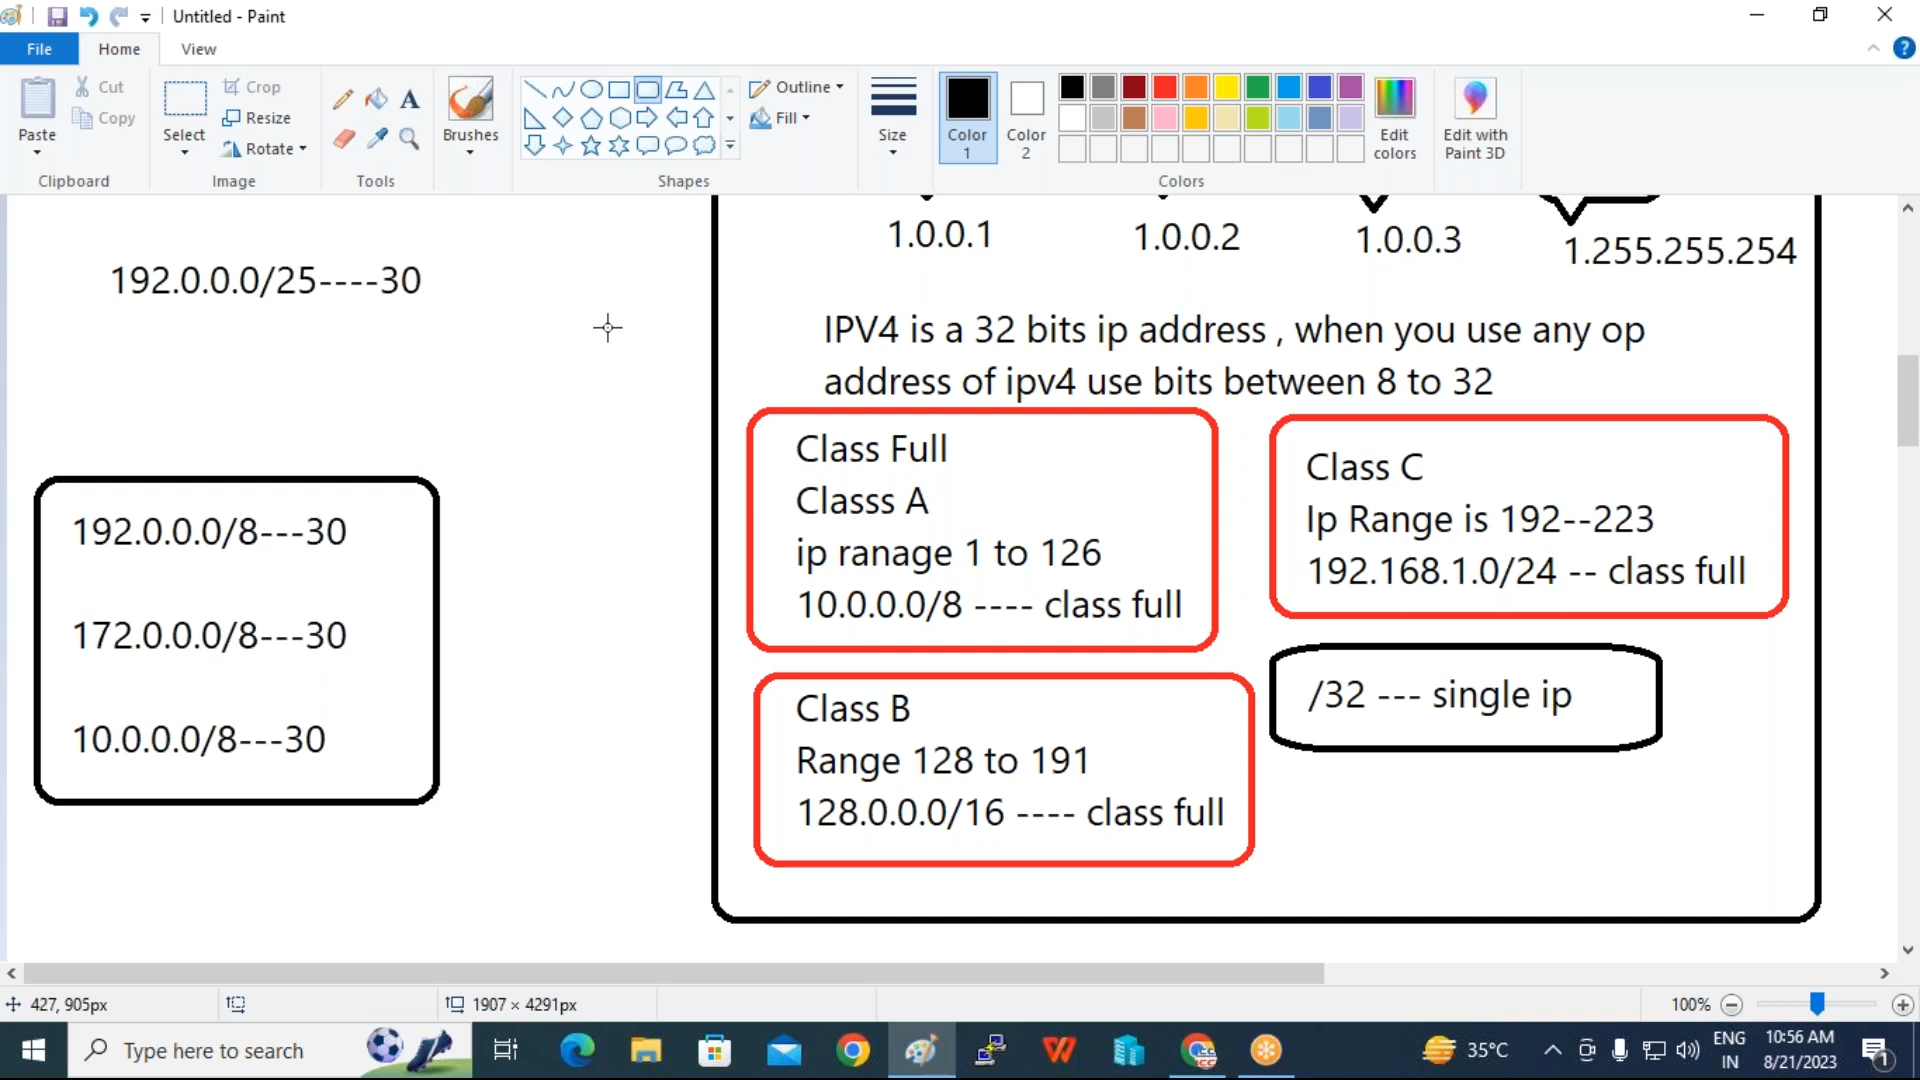 Untitled - Paint
File
Home
View
Paste
Cut
Copy
Clipboard
Select
Crop
Resize
Rotate
Image
A
Tools
Brushes
Outline
Fill
Shapes
Size
Color
1
Color
2
Edit
colors
Edit with
Paint 3D
Colors
192.0.0.0/25----30
192.0.0.0/8---30
172.0.0.0/8---30
10.0.0.0/8---30
1.0.0.1
1.0.0.2
1.0.0.3
1.255.255.254
IPV4 is a 32 bits ip address , when you use any op
address of ipv4 use bits between 8 to 32
Class Full
Classs A
ip ranage 1 to 126
10.0.0.0/8 ---- class full
Class C
Ip Range is 192--223
192.168.1.0/24 -- class full
/32 --- single ip
Class B
Range 128 to 191
128.0.0.0/16 ---- class full
427, 905px
1907 × 4291px
100%
Type here to search
35°C
ENG
IN
10:56 AM
8/21/2023
1